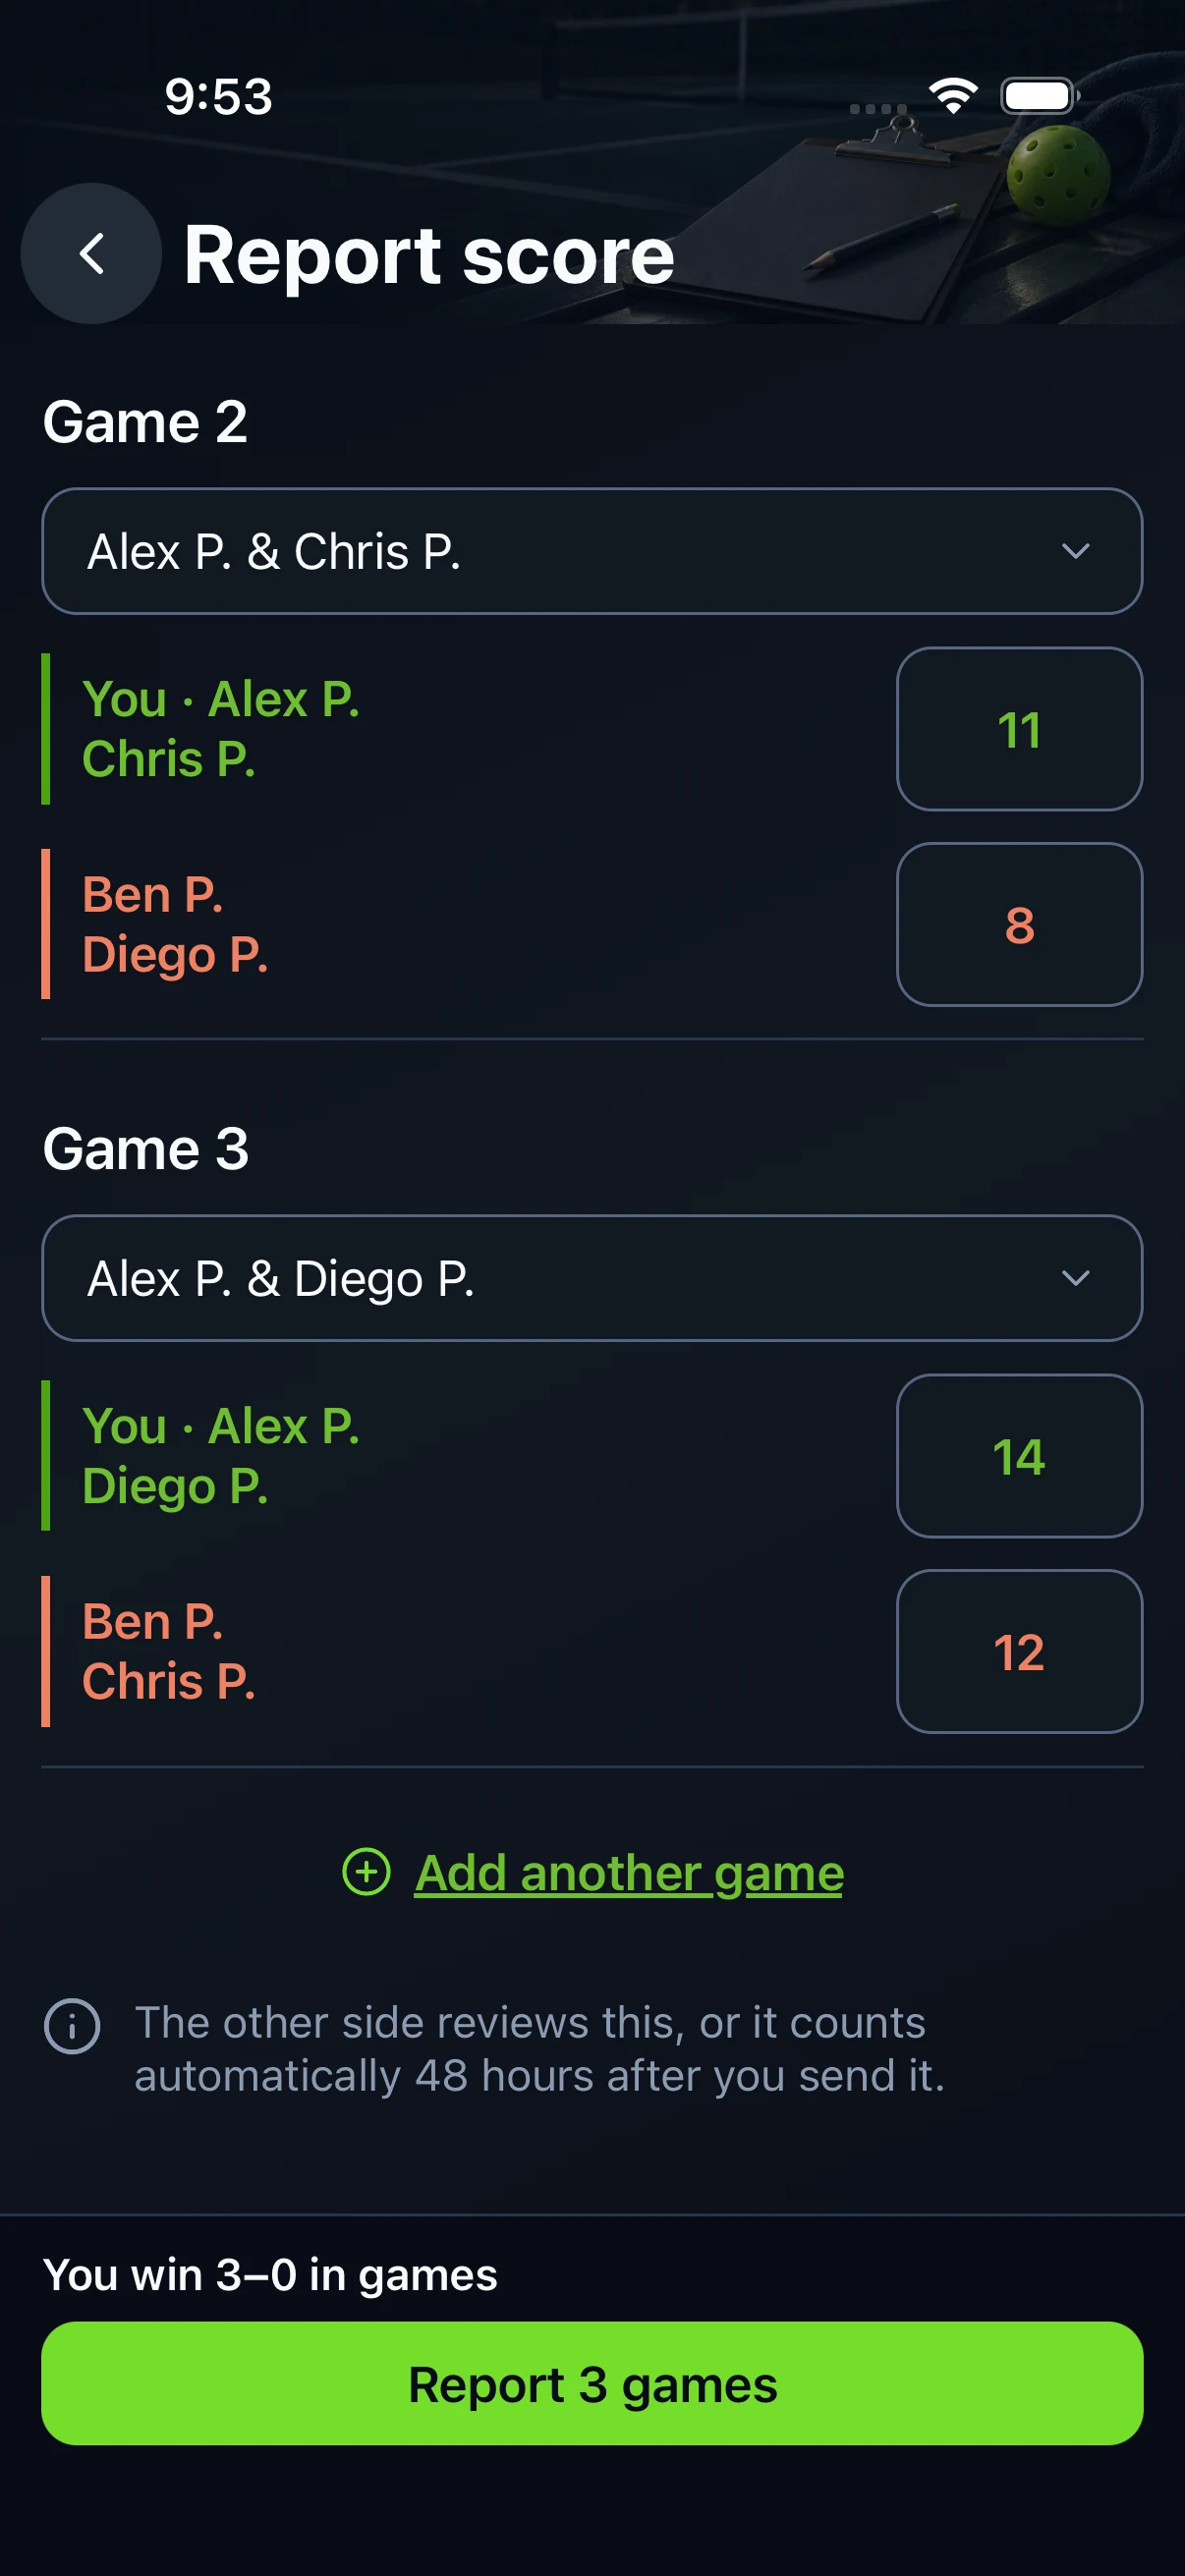 9:53
Report score
Game 2
Alex P. & Chris P.
You · Alex P.
Chris P.
11
Ben P.
Diego P.
8
Game 3
Alex P. & Diego P.
You · Alex P.
Diego P.
14
Ben P.
Chris P.
12
Add another game
The other side reviews this, or it counts
automatically 48 hours after you send it.
You win 3–0 in games
Report 3 games